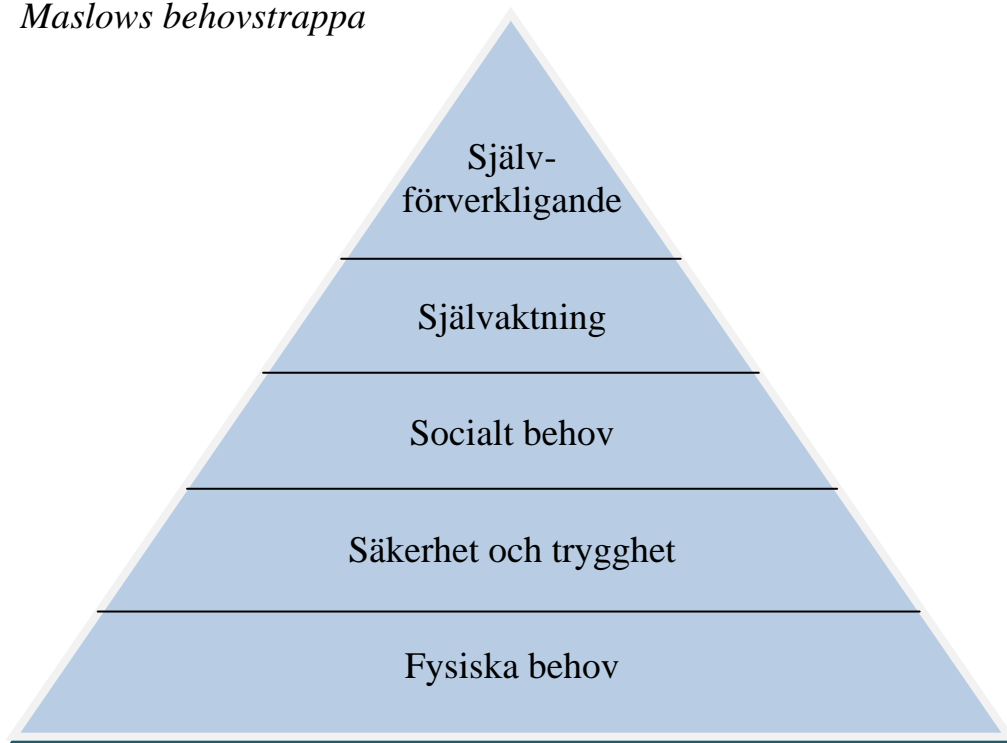 Maslows behovstrappa
Själv-
förverkligande
Självaktning
Socialt behov
Säkerhet och trygghet
Fysiska behov